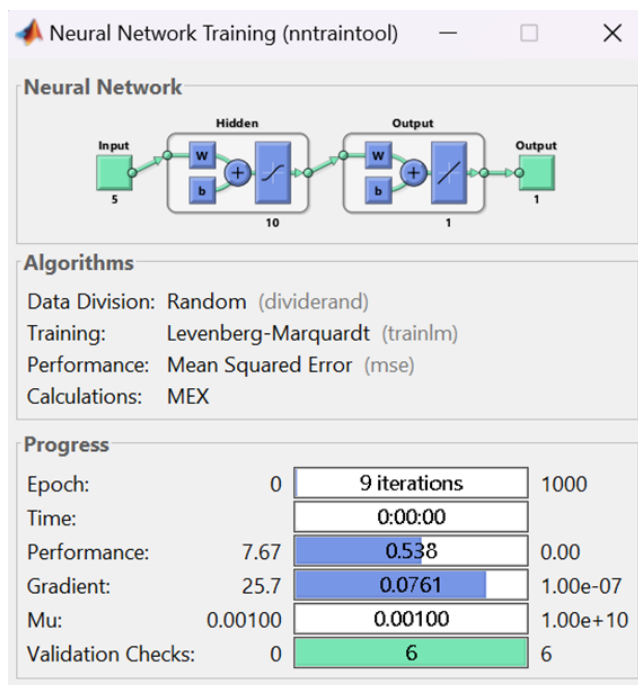 Neural Network Training (nntraintool)
Neural Network
Hidden Output
Input Output
W W
+ +
b b
5 10 1 1
Algorithms
Data Division: Random (dividerand)
Training: Levenberg-Marquardt (trainlm)
Performance: Mean Squared Error (mse)
Calculations: MEX
Progress
Epoch: 0 9 iterations 1000
Time: 0:00:00
Performance: 7.67 0.538 0.00
Gradient: 25.7 0.0761 1.00e-07
Mu: 0.00100 0.00100 1.00e+10
Validation Checks: 0 6 6